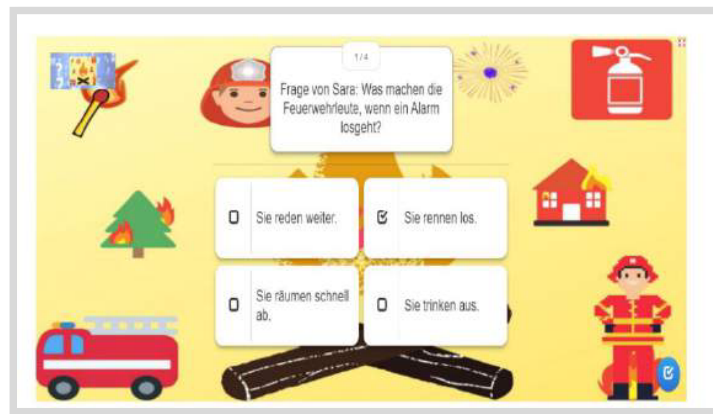 1/4
Frage von Sara: Was machen die
Feuerwehrleute, wenn ein Alarm
losgeht?
Sie reden weiter.
Sie rennen los.
Sie räumen schnell
ab.
Sie trinken aus.